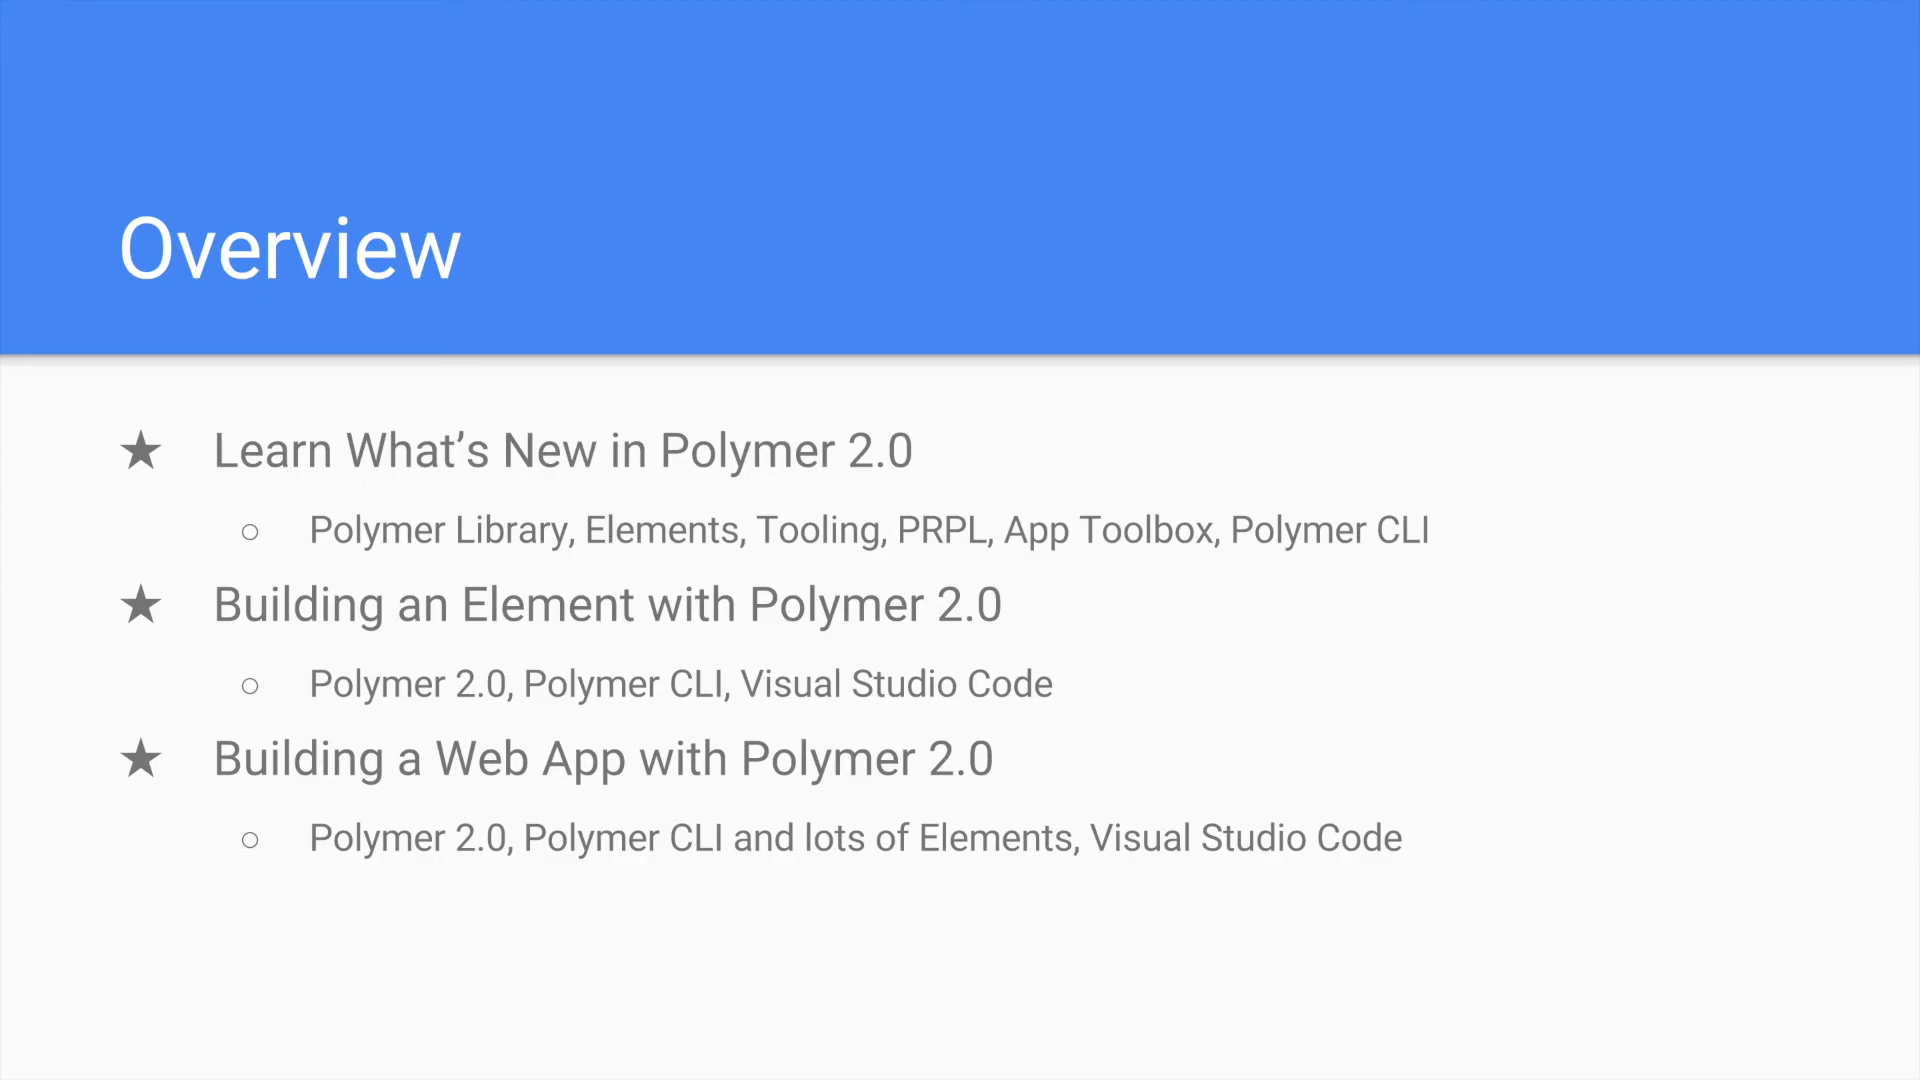 Overview
★ Learn What’s New in Polymer 2.0
○ Polymer Library, Elements, Tooling, PRPL, App Toolbox, Polymer CLI
★ Building an Element with Polymer 2.0
○ Polymer 2.0, Polymer CLI, Visual Studio Code
★ Building a Web App with Polymer 2.0
○ Polymer 2.0, Polymer CLI and lots of Elements, Visual Studio Code